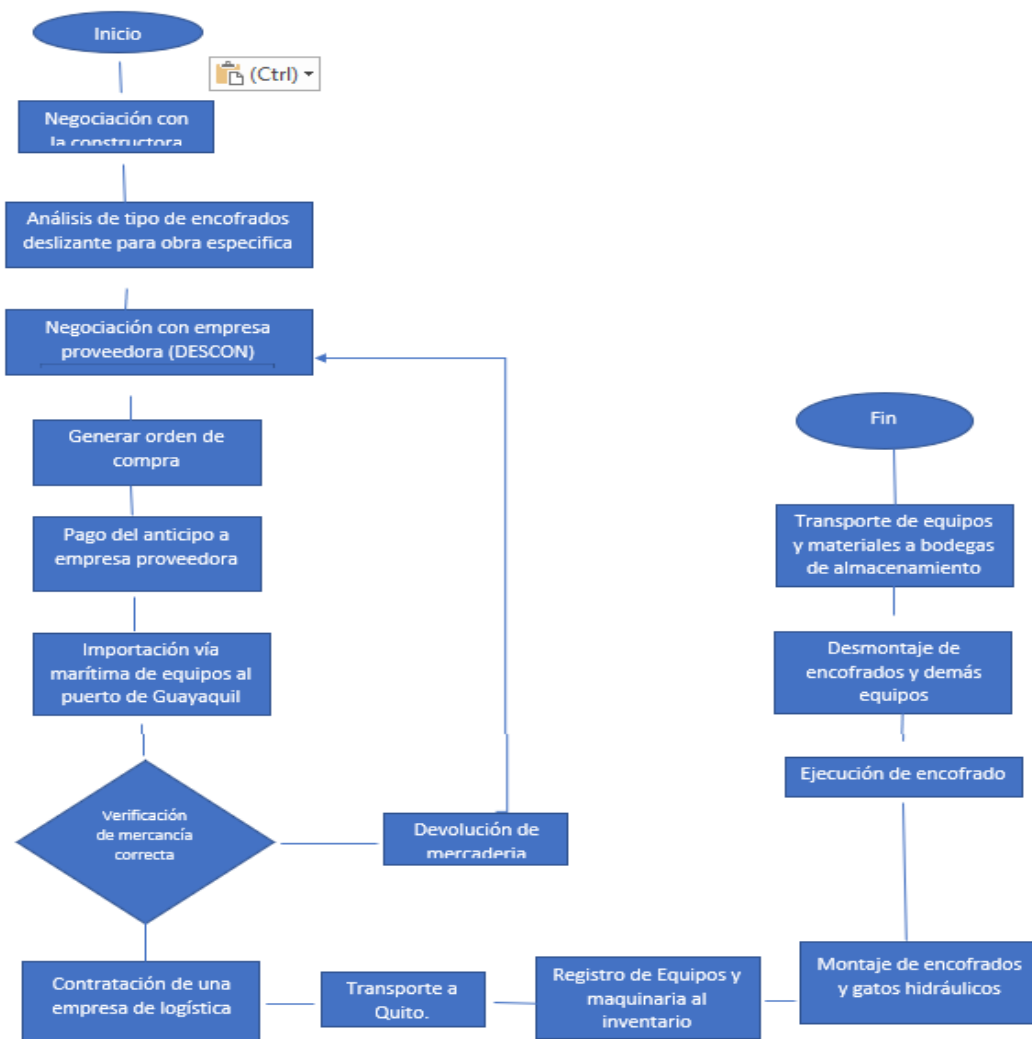 Inicio
(Ctrl)
Negociación con
la constructora
Análisis de tipo de encofrados
deslizante para obra especifica
Negociación con empresa
proveedora (DESCON)
Generar orden de
compra
Pago del anticipo a
empresa proveedora
Importación vía
marítima de equipos al
puerto de Guayaquil
Verificación
de mercancía
correcta
Devolución de
mercaderia
Contratación de una
empresa de logística
Transporte a
Quito.
Registro de Equipos y
maquinaria al
inventario
Montaje de encofrados
y gatos hidráulicos
Ejecución de encofrado
Desmontaje de
encofrados y demás
equipos
Transporte de equipos
y materiales a bodegas
de almacenamiento
Fin